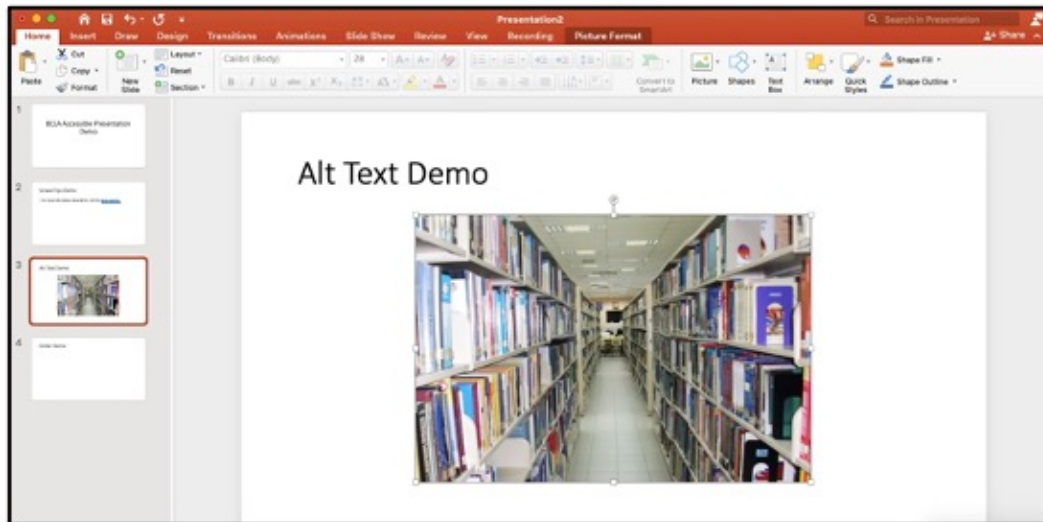 Presentation2
Search in Presentation
Home Insert Draw Design Transitions Animations Slide Show Review View Recording Picture Format Share
Paste
Cut
Copy
Format
New Slide
Layout
Reset
Section
Calibri (Body) 28
Convert to SmartArt
Picture
Shapes
Text Box
Arrange
Quick Styles
Shape Fill
Shape Outline
1
BCLA Accessible Presentation
Demo
2
Screen Tips Demo
3
Alt Text Demo
4
Order Demo
Alt Text Demo